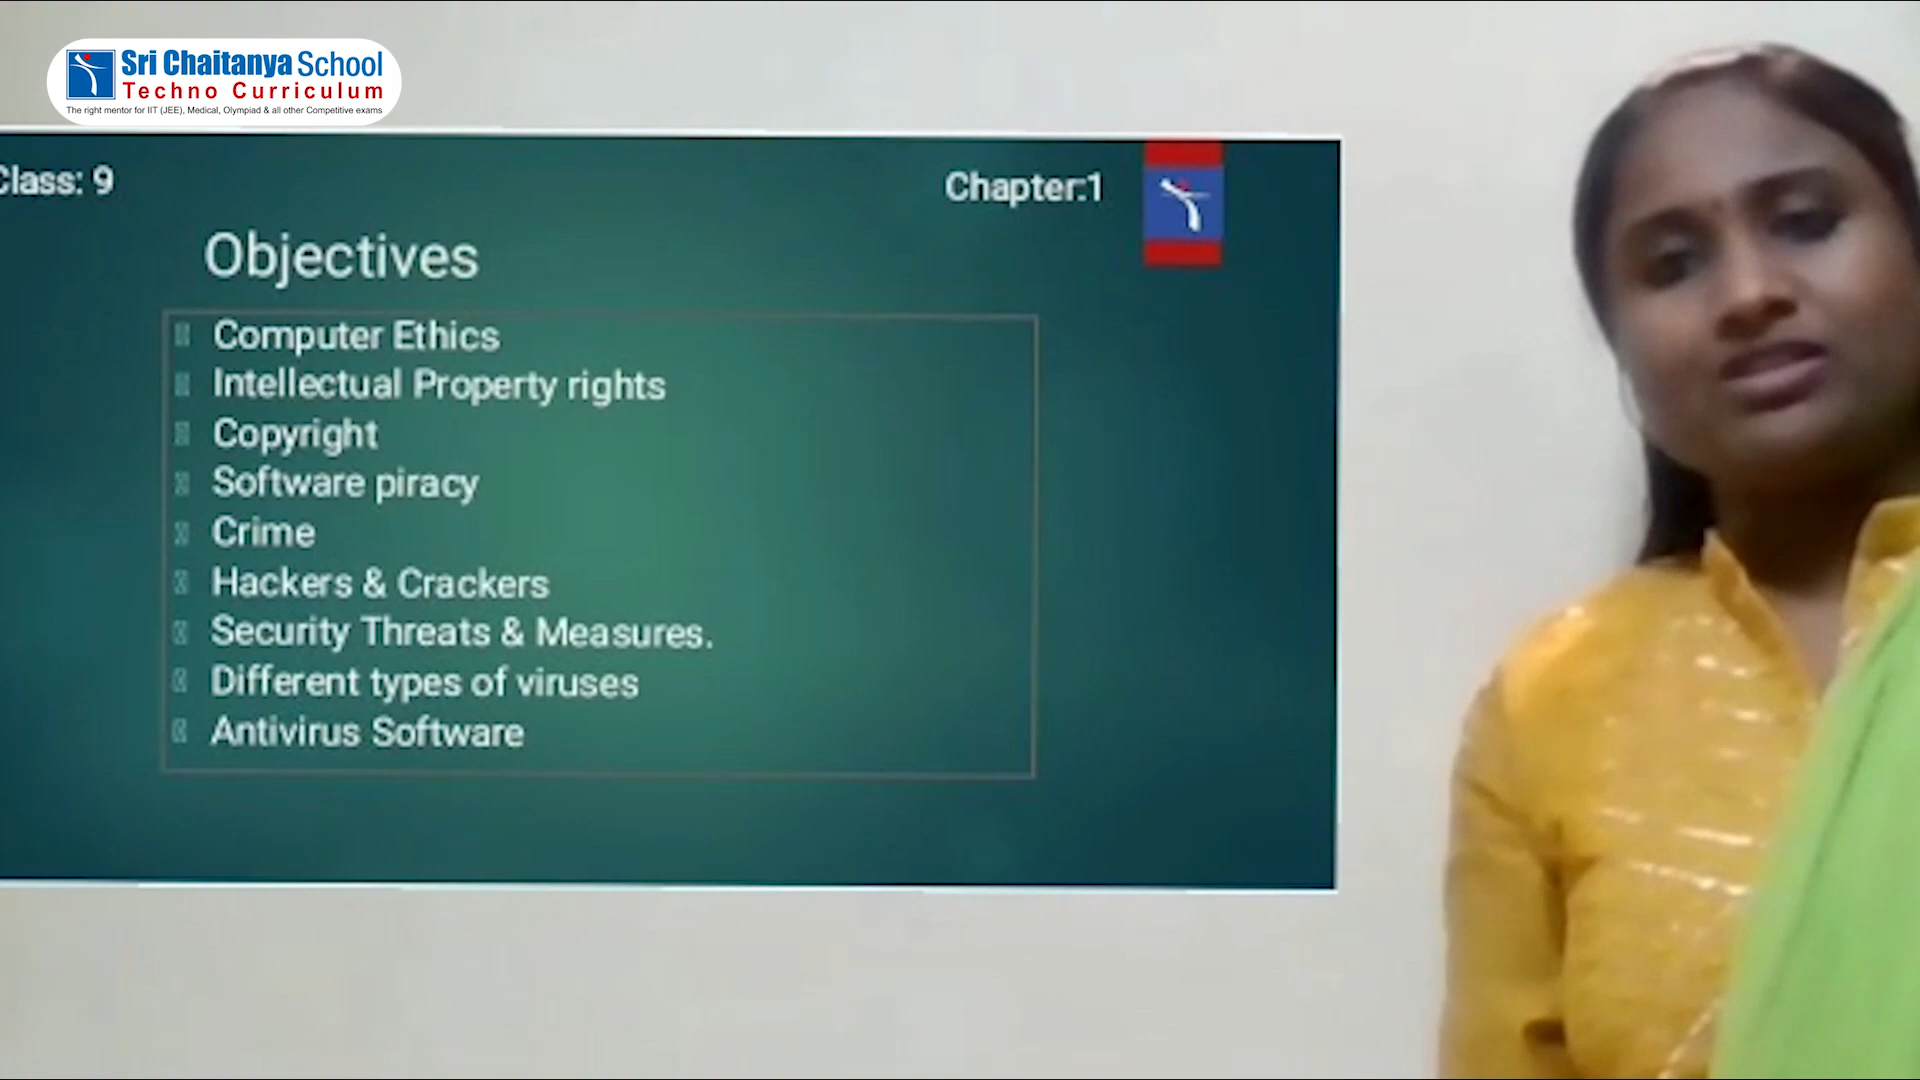 Sri Chaitanya School
Techno Curriculum
The right mentor for IIT (JEE), Medical, Olympiad & all other Competitive exams
Class: 9
Chapter:1
Objectives
Computer Ethics
Intellectual Property rights
Copyright
Software piracy
Crime
Hackers & Crackers
Security Threats & Measures.
Different types of viruses
Antivirus Software